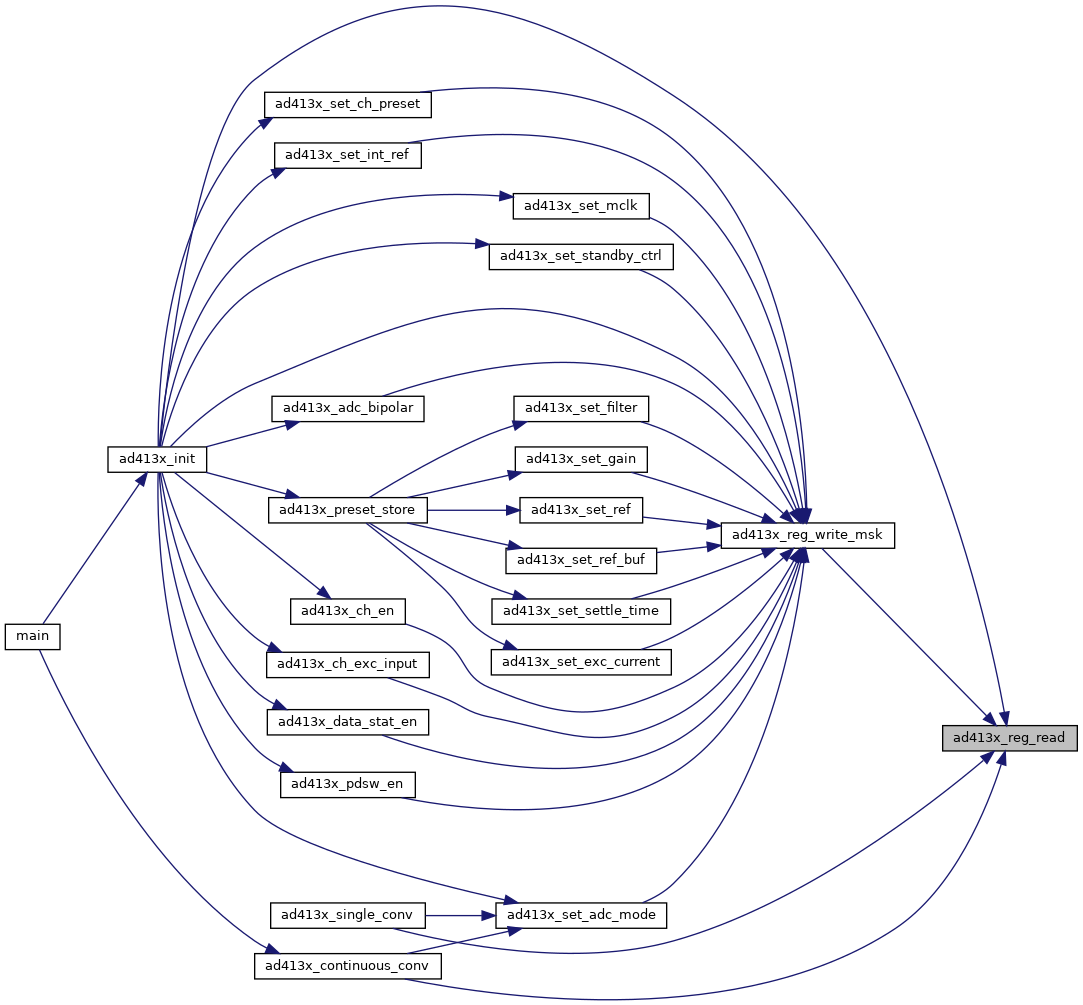 ad413x_set_ch_preset
ad413x_set_int_ref
ad413x_set_mclk
ad413x_set_standby_ctrl
ad413x_adc_bipolar
ad413x_set_filter
ad413x_init
ad413x_set_gain
ad413x_preset_store
ad413x_set_ref
ad413x_reg_write_msk
ad413x_set_ref_buf
ad413x_ch_en
ad413x_set_settle_time
main
ad413x_ch_exc_input
ad413x_set_exc_current
ad413x_data_stat_en
ad413x_reg_read
ad413x_pdsw_en
ad413x_single_conv
ad413x_set_adc_mode
ad413x_continuous_conv